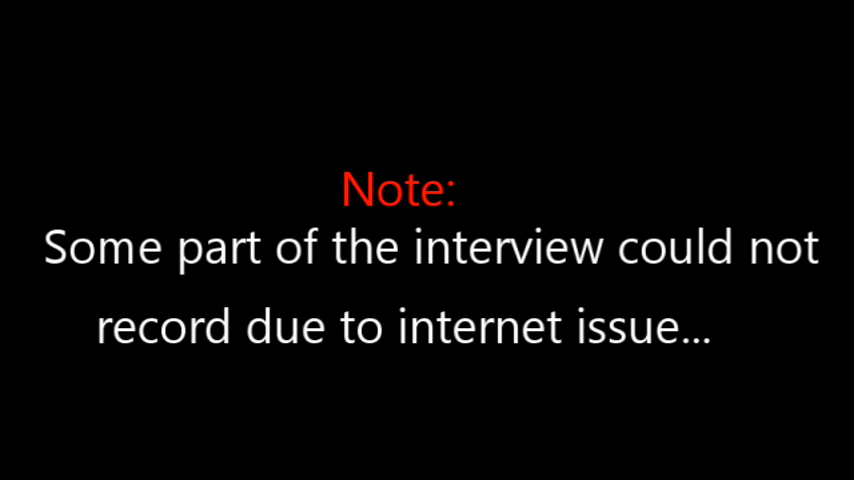 Note:
Some part of the interview could not
record due to internet issue...